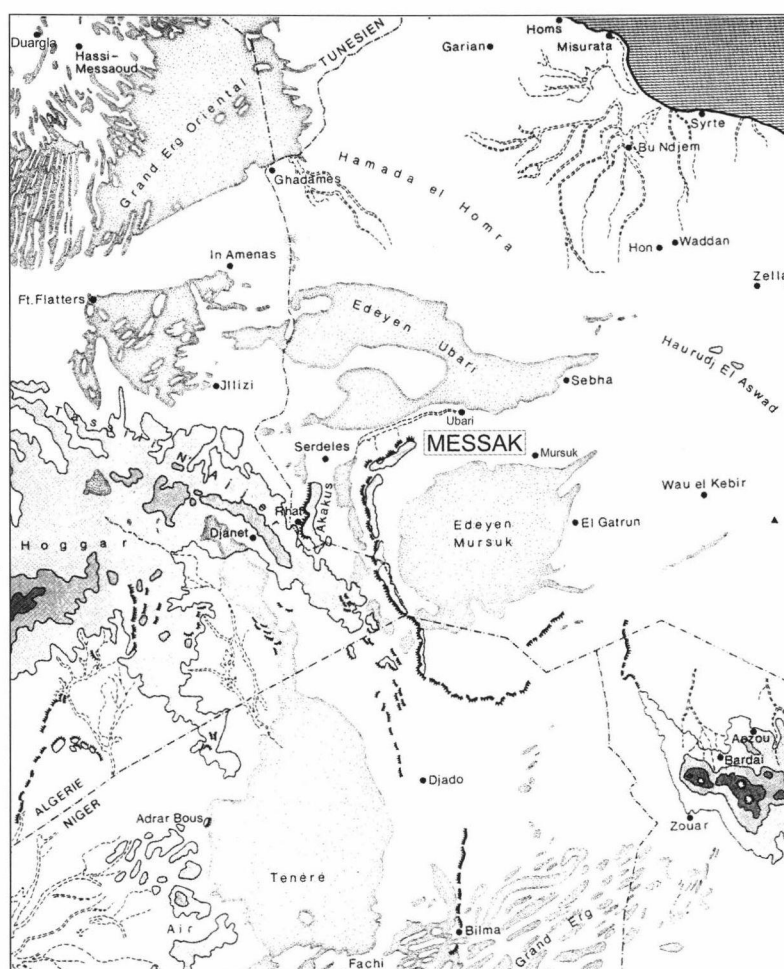 Duargla
Hassi-
Messaoud
TUNESIEN
Garian
Homs
Misurata
Syrte
Bu Ndjem
Grand Erg Oriental
Ghadames
Hamada el Homra
Hon
Waddan
Zella
In Amenas
Ft. Flatters
Edeyen Ubari
Haurudj El Aswad
Jllizi
Sebha
Ubari
Tassili N Ajjer
Serdeles
MESSAK
Mursuk
Wau el Kebir
Akakus
Rhat
Djanet
Edeyen
Mursuk
El Gatrun
Hoggar
Aozou
Bardai
Djado
Zouar
ALGERIE
NIGER
Adrar Bous
Tenere
Air
Bilma
Grand Erg
Fachi